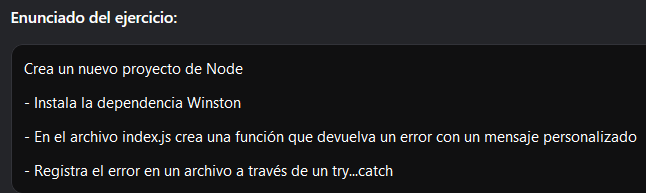 Enunciado del ejercicio:
Crea un nuevo proyecto de Node
- Instala la dependencia Winston
- En el archivo index.js crea una función que devuelva un error con un mensaje personalizado
- Registra el error en un archivo a través de un try...catch